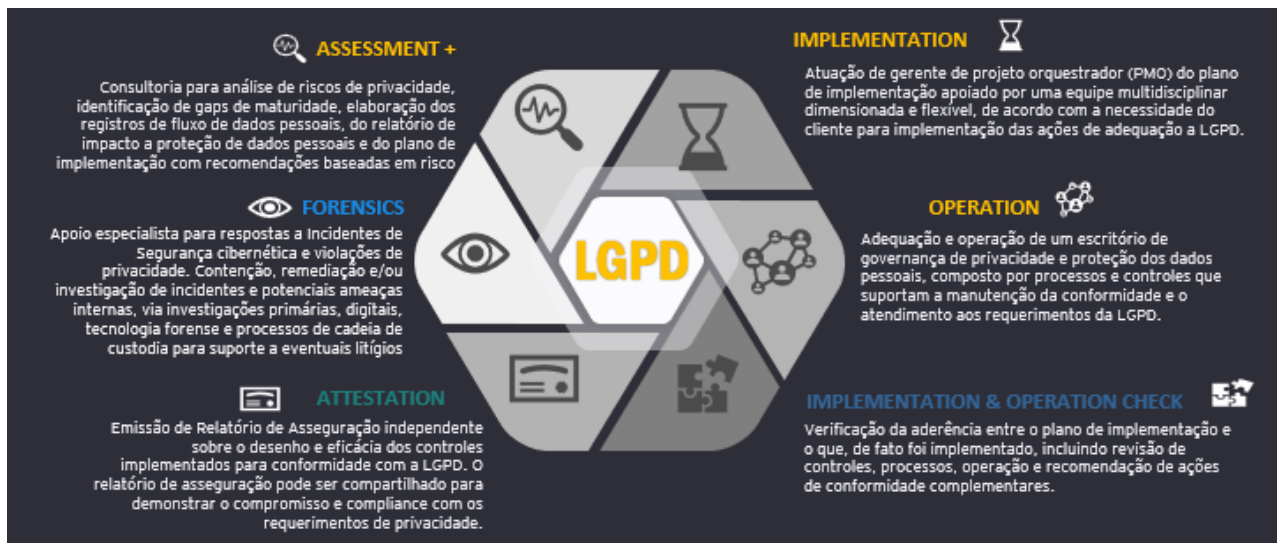 ASSESSMENT +
Consultoria para análise de riscos de privacidade,
identificação de gaps de maturidade, elaboração dos
registros de fluxo de dados pessoais, do relatório de
impacto a proteção de dados pessoais e do plano de
implementação com recomendações baseadas em risco
FORENSICS
Apoio especialista para respostas a Incidentes de
Segurança cibernética e violações de
privacidade. Contenção, remediação e/ou
investigação de incidentes e potenciais ameaças
internas, via investigações primárias, digitais,
tecnologia forense e processos de cadeia de
custodia para suporte a eventuais litígios
ATTESTATION
Emissão de Relatório de Asseguração independente
sobre o desenho e eficácia dos controles
implementados para conformidade com a LGPD. O
relatório de asseguração pode ser compartilhado para
demonstrar o compromisso e compliance com os
requerimentos de privacidade.
LGPD
IMPLEMENTATION
Atuação de gerente de projeto orquestrador (PMO) do plano
de implementação apoiado por uma equipe multidisciplinar
dimensionada e flexível, de acordo com a necessidade do
cliente para implementação das ações de adequação a LGPD.
OPERATION
Adequação e operação de um escritório de
governança de privacidade e proteção dos dados
pessoais, composto por processos e controles que
suportam a manutenção da conformidade e o
atendimento aos requerimentos da LGPD.
IMPLEMENTATION & OPERATION CHECK
Verificação da aderência entre o plano de implementação e
o que, de fato foi implementado, incluindo revisão de
controles, processos, operação e recomendação de ações
de conformidade complementares.